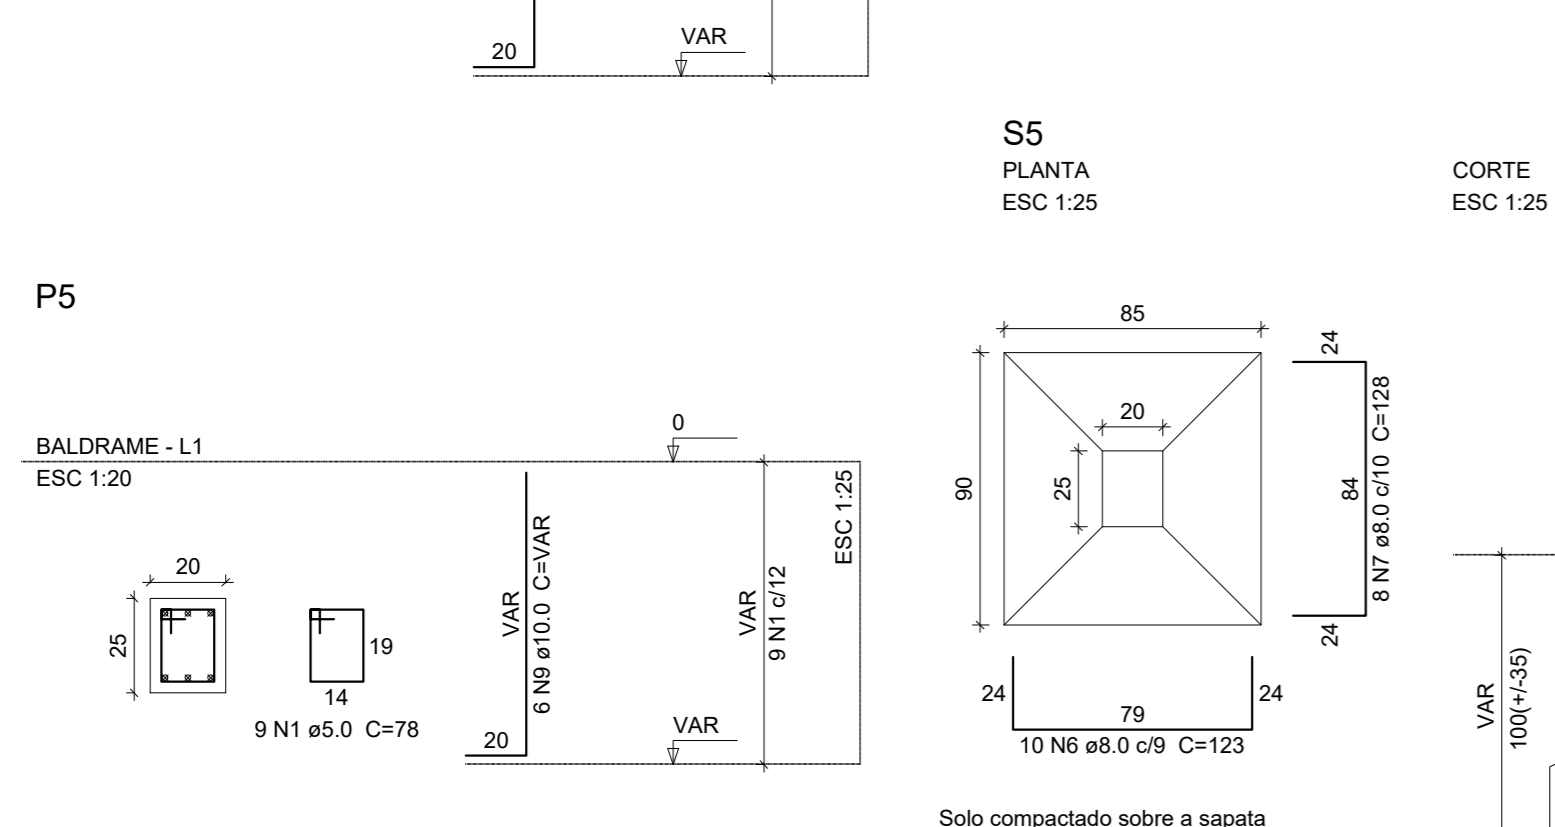 20
VAR
S5
PLANTA
ESC 1:25
CORTE
ESC 1:25
P5
BALDRAME - L1
ESC 1:20
0
ESC 1:25
20
25
19
14
9 N1 ø5.0 C=78
VAR
6 N9 ø10.0 C=VAR
20
VAR
9 N1 c/12
VAR
85
90
20
25
24
84
8 N7 ø8.0 c/10 C=128
24
24
79
24
10 N6 ø8.0 c/9 C=123
VAR
100(+/-35)
Solo compactado sobre a sapata